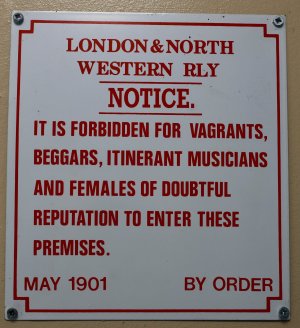 LONDON & NORTH
WESTERN RLY
NOTICE.
IT IS FORBIDDEN FOR VAGRANTS,
BEGGARS, ITINERANT MUSICIANS
AND FEMALES OF DOUBTFUL
REPUTATION TO ENTER THESE
PREMISES.
MAY 1901 BY ORDER